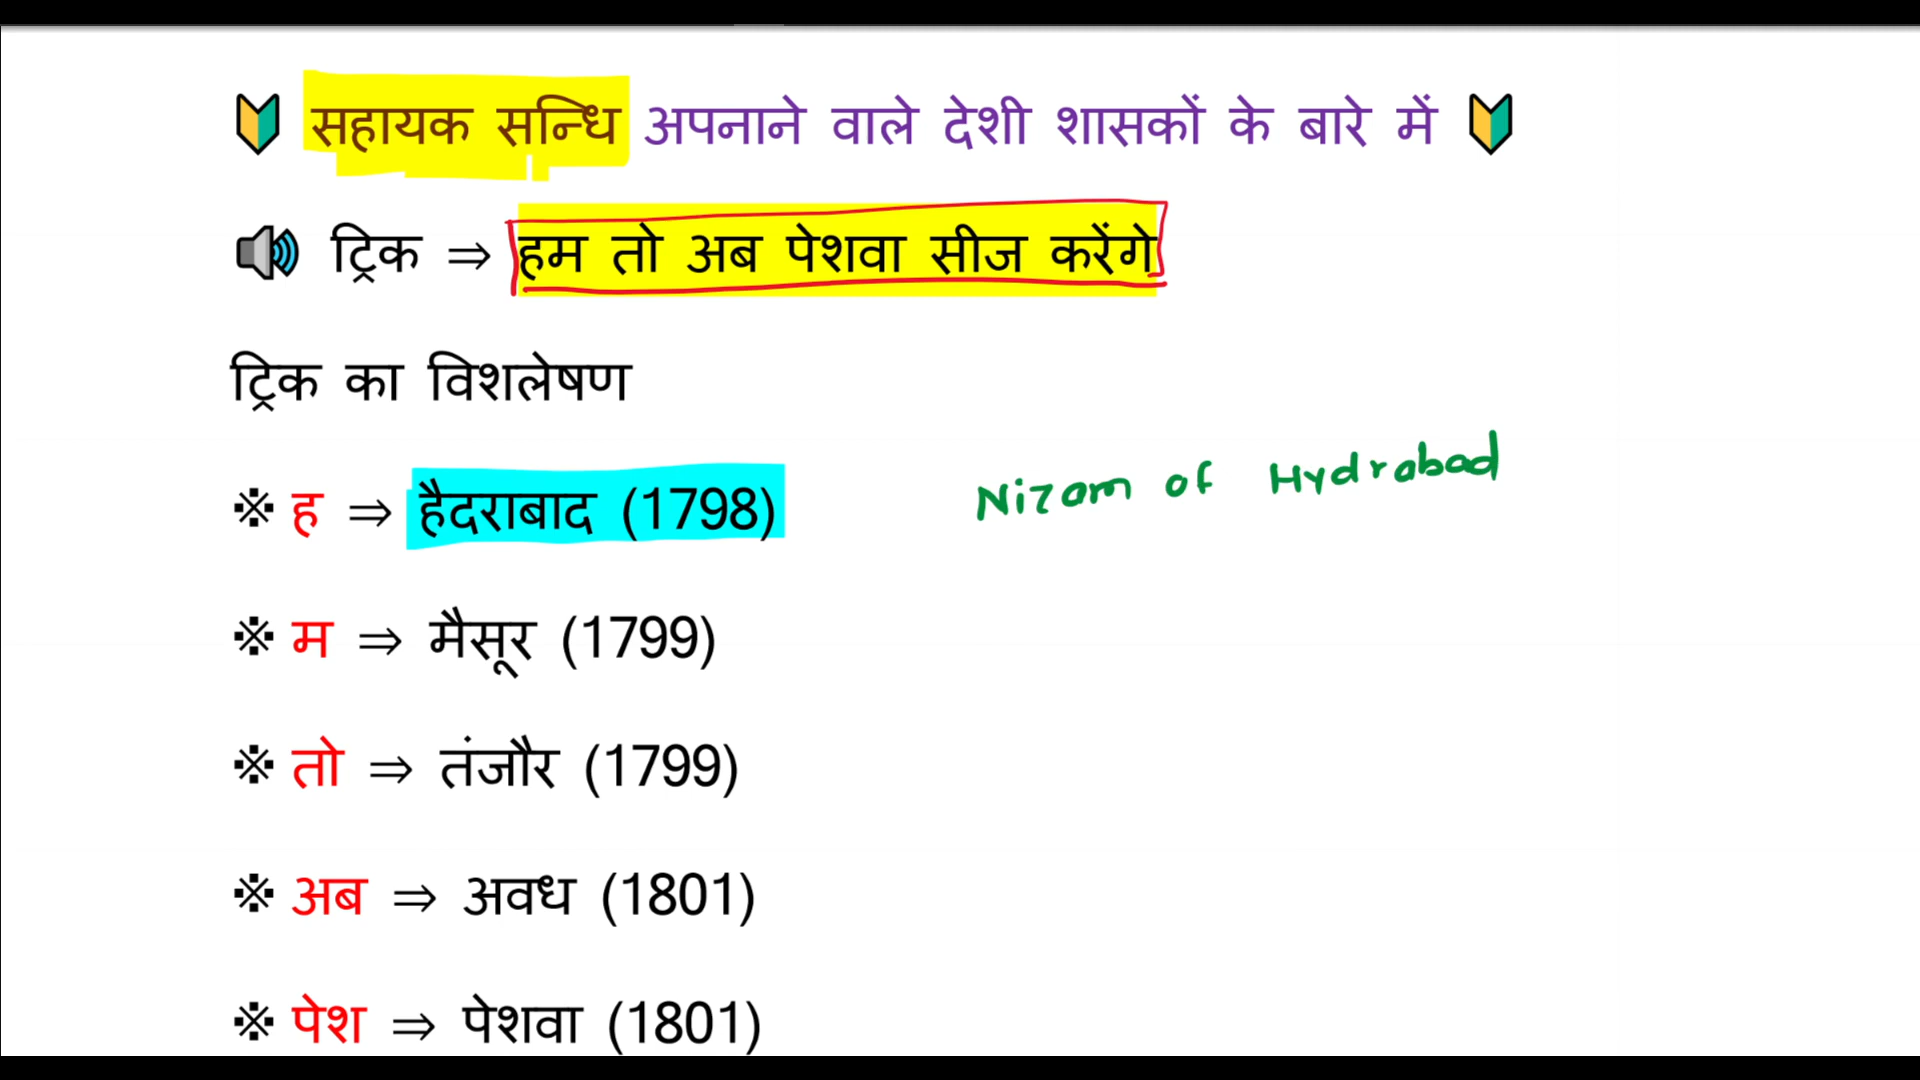 🔰 सहायक सन्धि अपनाने वाले देशी शासकों के बारे में 🔰
🔊 ट्रिक ⇒ हम तो अब पेशवा सीज करेंगे
ट्रिक का विशलेषण
※ ह ⇒ हैदराबाद (1798) Nizam of Hydrabad
※ म ⇒ मैसूर (1799)
※ तो ⇒ तंजौर (1799)
※ अब ⇒ अवध (1801)
※ पेश ⇒ पेशवा (1801)